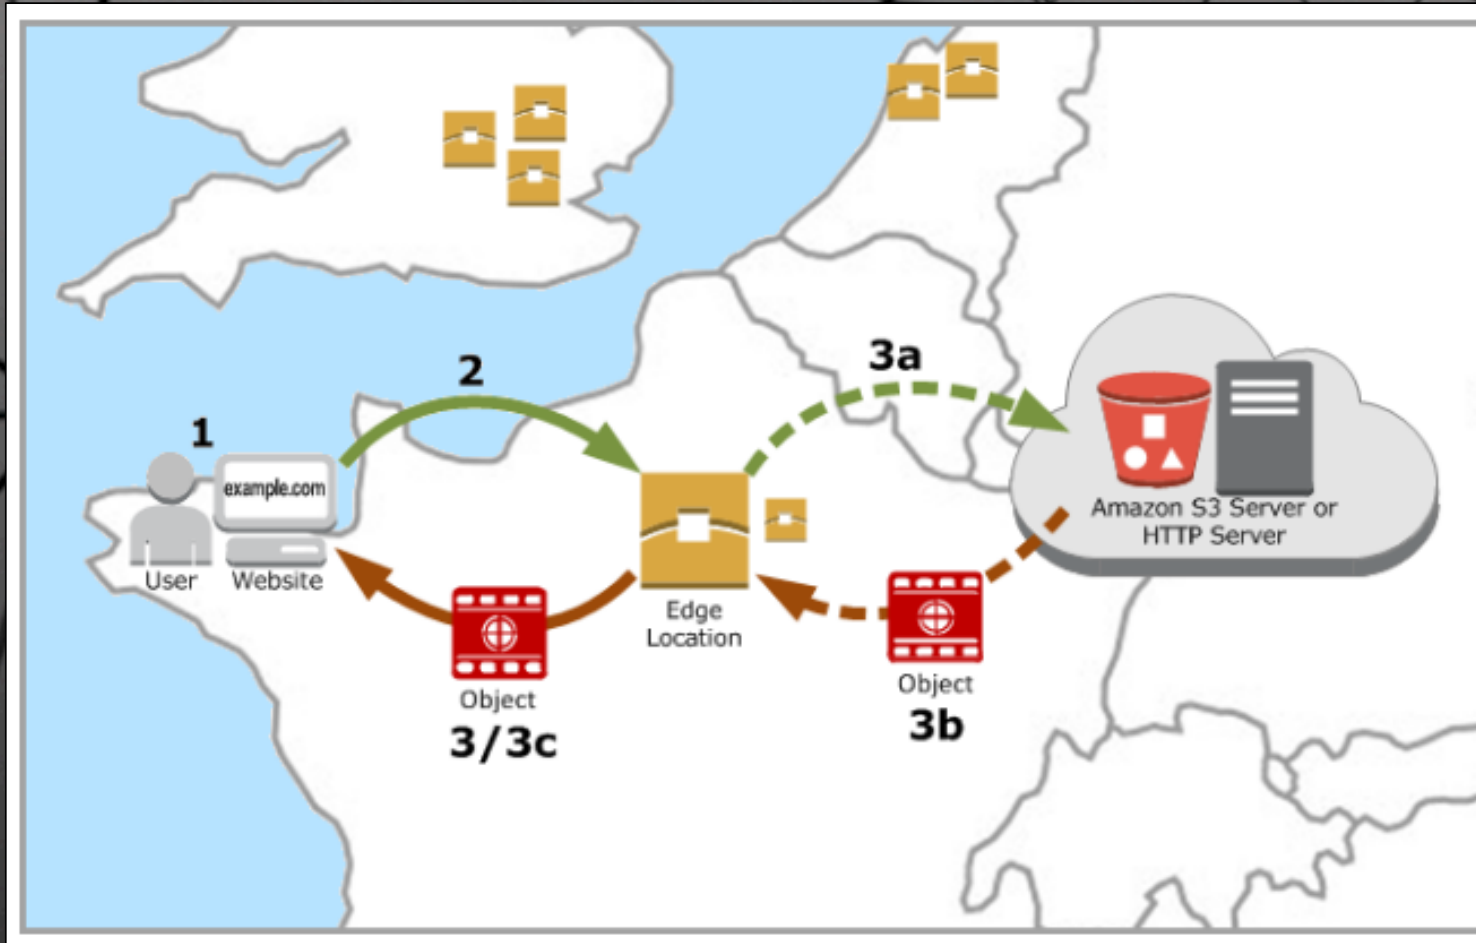 1
2
3a
example.com
User
Website
Edge
Location
Amazon S3 Server or
HTTP Server
Object
3/3c
Object
3b